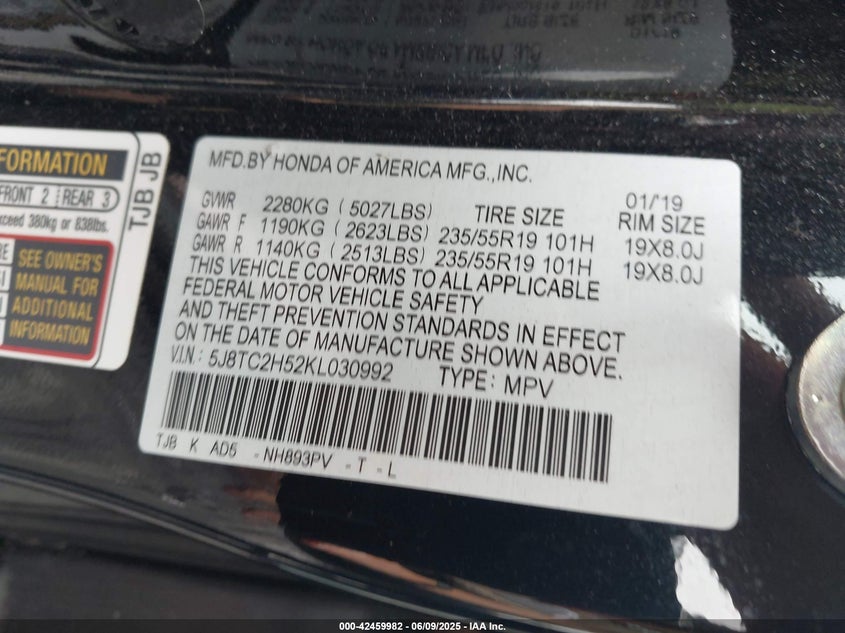 FORMATION
FRONT 2 REAR 3
xceed 380kg or 838lbs.
SEE OWNER'S
MANUAL FOR
ADDITIONAL
INFORMATION
TJB JB
MFD.BY HONDA OF AMERICA MFG.,INC.
01/19
GVWR 2280KG (5027LBS) TIRE SIZE RIM SIZE
GAWR F 1190KG (2623LBS) 235/55R19 101H 19X8.0J
GAWR R 1140KG (2513LBS) 235/55R19 101H 19X8.0J
THIS VEHICLE CONFORMS TO ALL APPLICABLE
FEDERAL MOTOR VEHICLE SAFETY
AND THEFT PREVENTION STANDARDS IN EFFECT
ON THE DATE OF MANUFACTURE SHOWN ABOVE.
V.I.N.: 5J8TC2H52KL030992 TYPE: MPV
TJB K AD5 -NH893PV -T -L
000-42459982 - 06/09/2025 - IAA Inc.